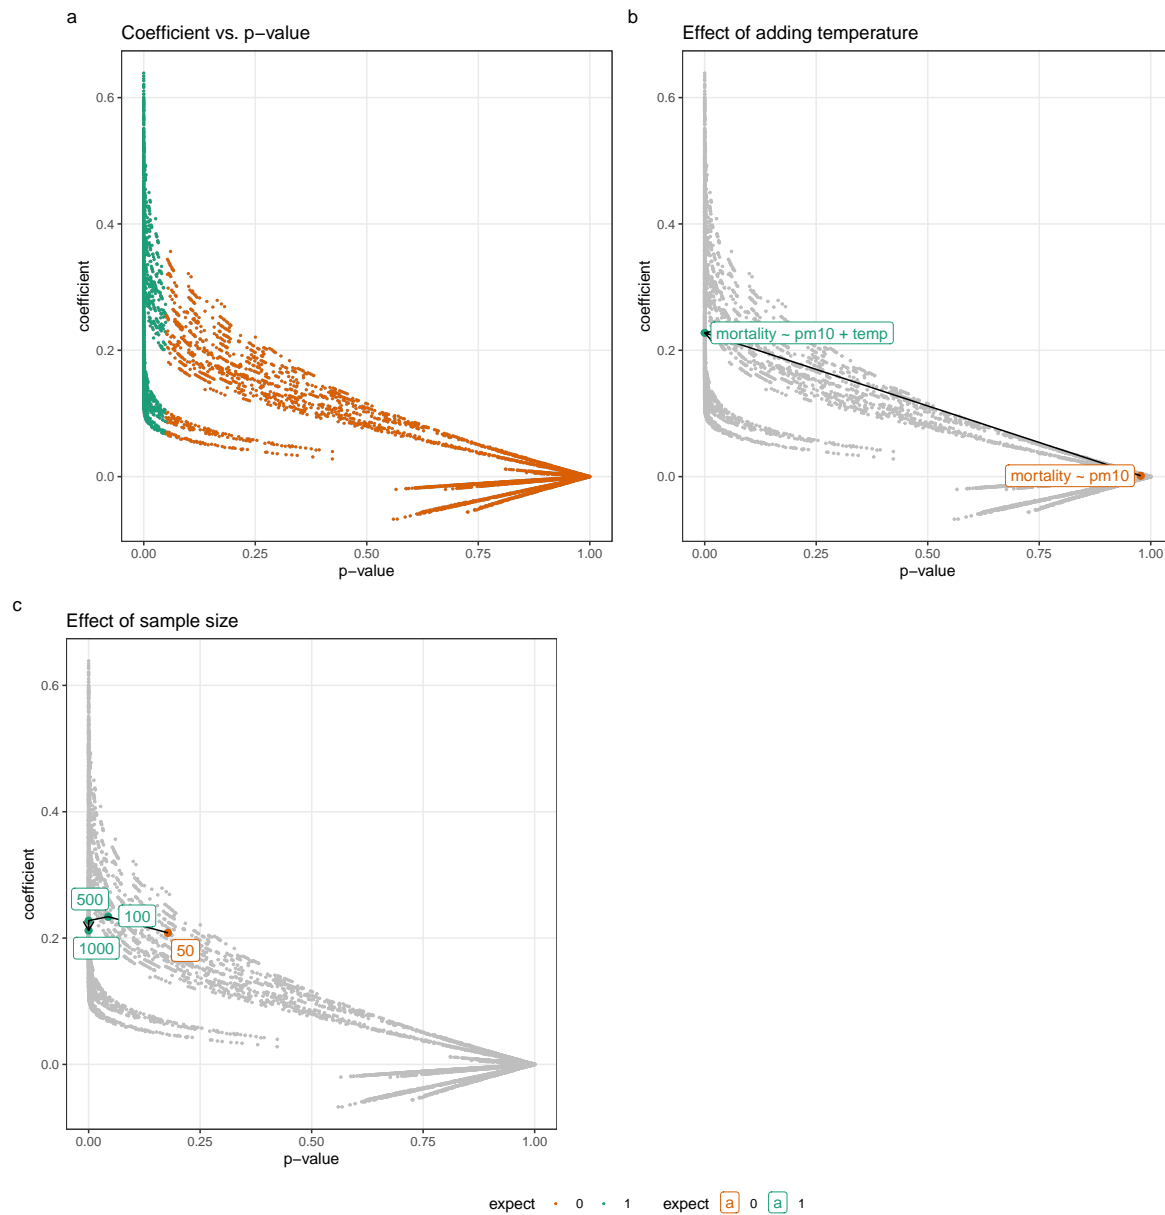 a
Coefficient vs. p−value
0.6
0.4
0.2
0.0
coefficient
0.00 0.25 0.50 0.75 1.00
p−value
b
Effect of adding temperature
0.6
0.4
0.2
0.0
coefficient
mortality ~ pm10 + temp
mortality ~ pm10
0.00 0.25 0.50 0.75 1.00
p−value
c
Effect of sample size
0.6
0.4
0.2
0.0
coefficient
500
100
1000
50
0.00 0.25 0.50 0.75 1.00
p−value
expect 0 1 expect a 0 a 1